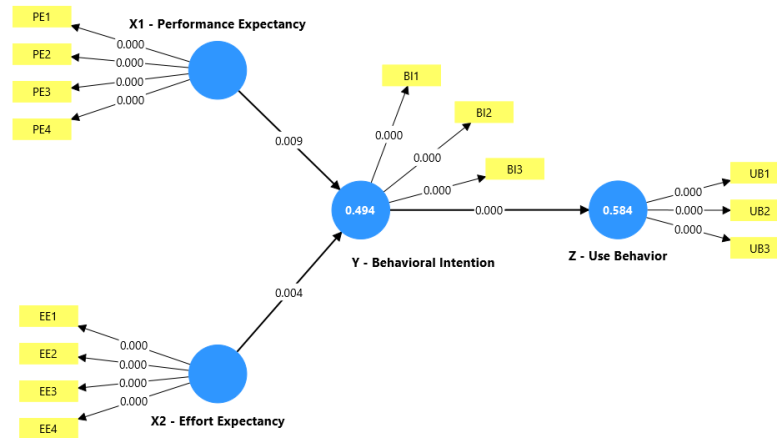 PE1
X1 - Performance Expectancy
0.000
PE2
0.000
PE3
0.000
PE4
0.000
0.009
BI1
0.000
BI2
0.000
BI3
0.000
0.494
0.000
Y - Behavioral Intention
0.584
Z - Use Behavior
UB1
0.000
UB2
0.000
UB3
0.000
0.004
EE1
0.000
EE2
0.000
EE3
0.000
EE4
0.000
X2 - Effort Expectancy